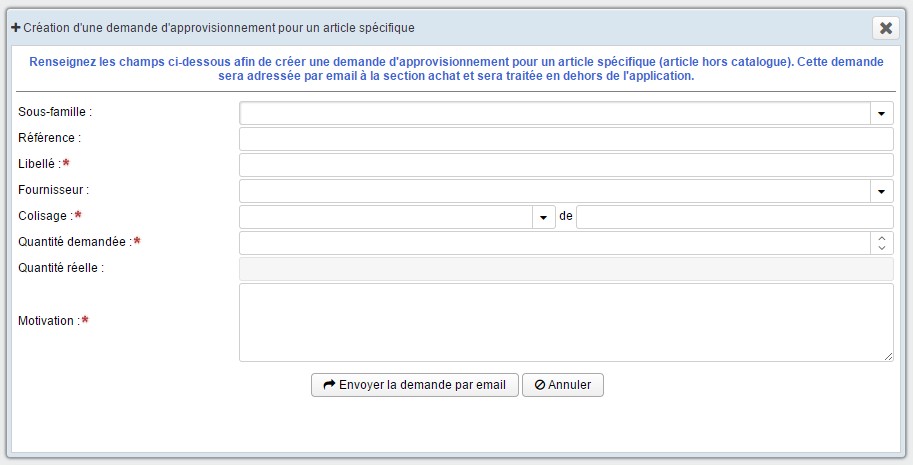 Création d'une demande d'approvisionnement pour un article spécifique
Renseignez les champs ci-dessous afin de créer une demande d'approvisionnement pour un article spécifique (article hors catalogue). Cette demande
sera adressée par email à la section achat et sera traitée en dehors de l'application.
Sous-famille :
Référence :
Libellé :*
Fournisseur :
Colisage :* de
Quantité demandée :*
Quantité réelle :
Motivation :*
Envoyer la demande par email Annuler